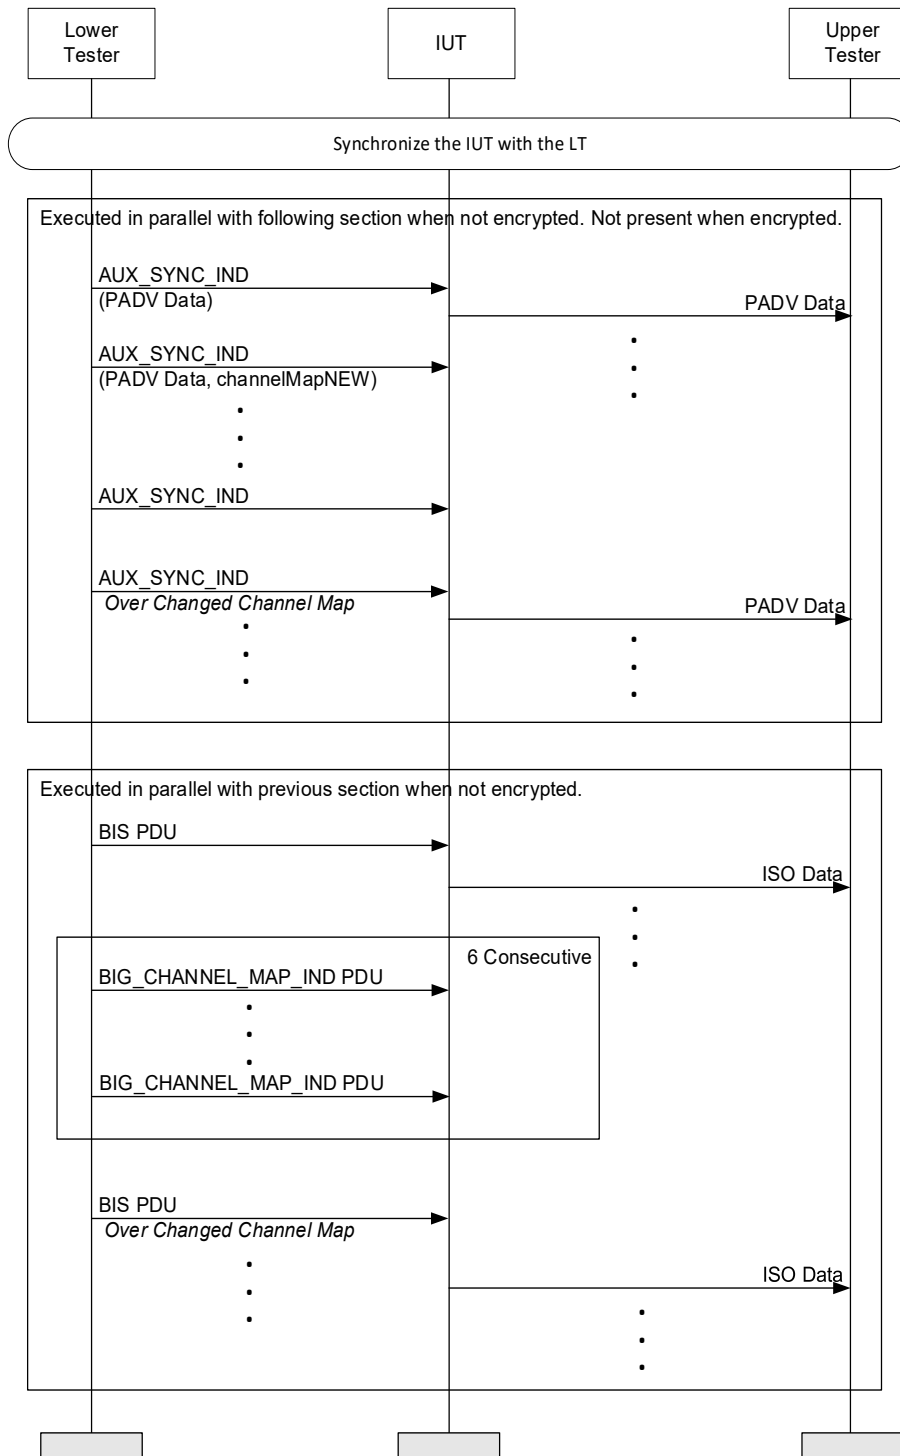 Lower
Tester
IUT
Upper
Tester
Synchronize the IUT with the LT
Executed in parallel with following section when not encrypted. Not present when encrypted.
AUX_SYNC_IND
(PADV Data)
PADV Data
AUX_SYNC_IND
(PADV Data, channelMapNEW)
AUX_SYNC_IND
AUX_SYNC_IND
Over Changed Channel Map
PADV Data
Executed in parallel with previous section when not encrypted.
BIS PDU
ISO Data
6 Consecutive
BIG_CHANNEL_MAP_IND PDU
BIG_CHANNEL_MAP_IND PDU
BIS PDU
Over Changed Channel Map
ISO Data